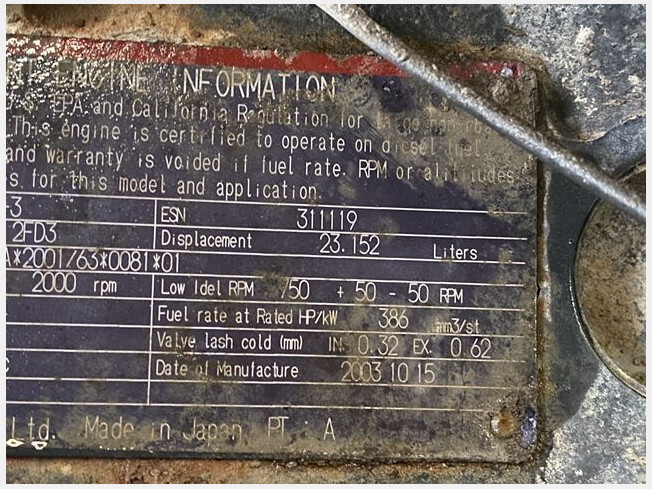 NT ENGINE INFORMATION
U.S. EPA and California Regulation for large nonro
This engine is certified to operate on diesel fuel.
and warranty is voided if fuel rate. RPM or altitudes
s for this model and application.
-3 ESN 311119
2FD3 Displacement 23.152 Liters
A*2001/63*0081*01
2000 rpm Low Idel RPM 750 +50 - 50 RPM
Fuel rate at Rated HP/kW 386 mm3/st
Valve lash cold (mm) IN. 0.32 EX. 0.62
Date of Manufacture 2003 10 15
Ltd. Made in Japan PT : A